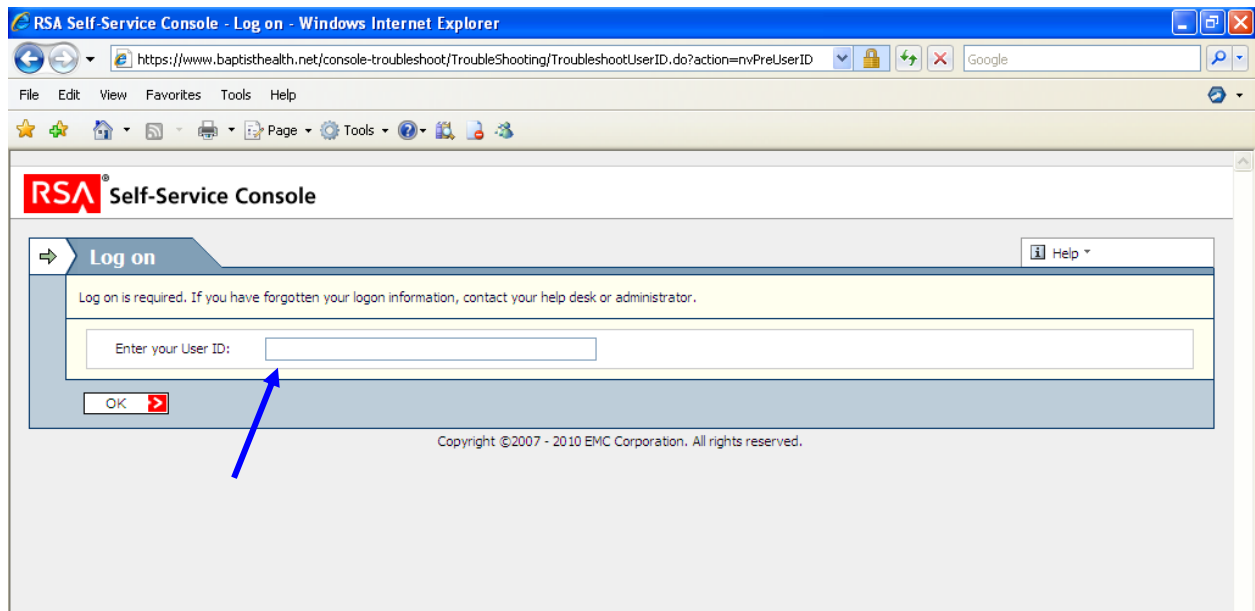 RSA Self-Service Console - Log on - Windows Internet Explorer
https://www.baptisthealth.net/console-troubleshoot/TroubleShooting/TroubleshootUserID.do?action=nvPreUserID
Google
File Edit View Favorites Tools Help
Page Tools
RSA® Self-Service Console
Log on
Help
Log on is required. If you have forgotten your logon information, contact your help desk or administrator.
Enter your User ID:
OK
Copyright ©2007 - 2010 EMC Corporation. All rights reserved.